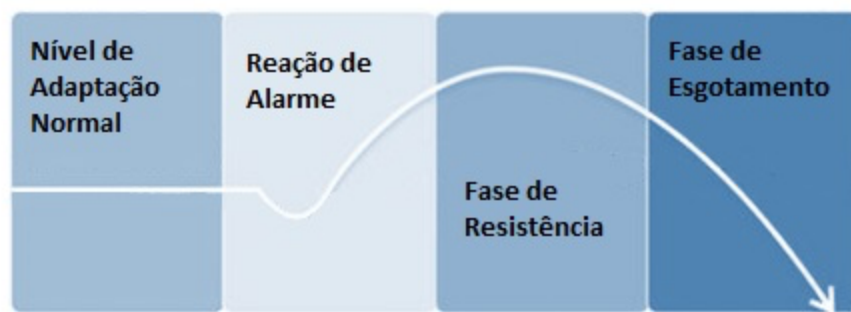 Nível de
Adaptação
Normal
Reação de
Alarme
Fase de
Resistência
Fase de
Esgotamento